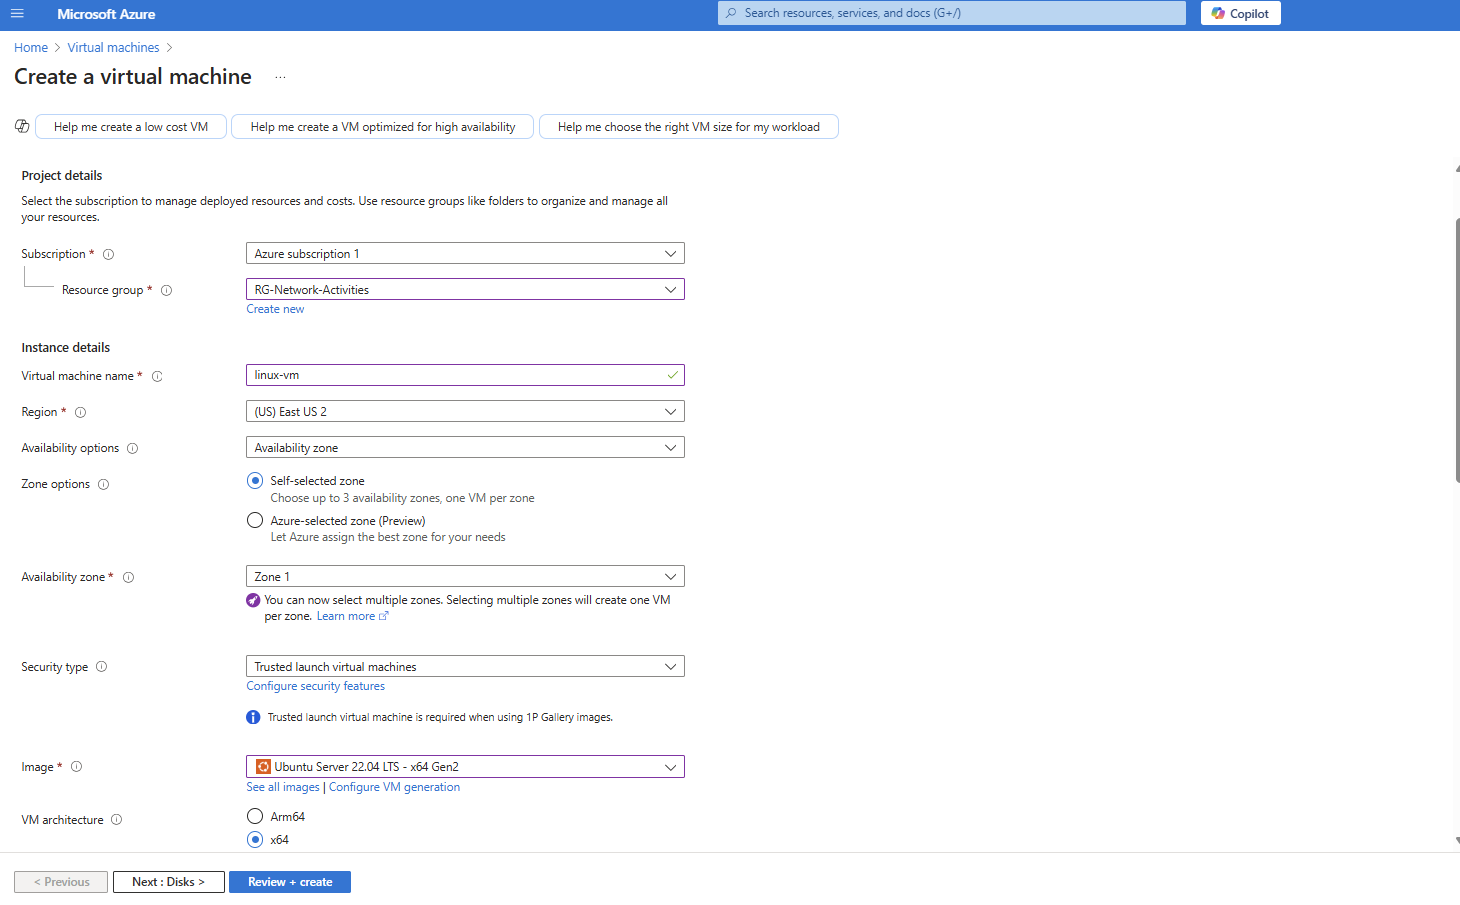 Microsoft Azure
Search resources, services, and docs (G+/)
Copilot
Home > Virtual machines >
Create a virtual machine ...
Help me create a low cost VM
Help me create a VM optimized for high availability
Help me choose the right VM size for my workload
Project details
Select the subscription to manage deployed resources and costs. Use resource groups like folders to organize and manage all
your resources.
Subscription *
Azure subscription 1
Resource group *
RG-Network-Activities
Create new
Instance details
Virtual machine name *
linux-vm
Region *
(US) East US 2
Availability options
Availability zone
Zone options
Self-selected zone
Choose up to 3 availability zones, one VM per zone
Azure-selected zone (Preview)
Let Azure assign the best zone for your needs
Availability zone *
Zone 1
You can now select multiple zones. Selecting multiple zones will create one VM
per zone. Learn more
Security type
Trusted launch virtual machines
Configure security features
Trusted launch virtual machine is required when using 1P Gallery images.
Image *
Ubuntu Server 22.04 LTS - x64 Gen2
See all images | Configure VM generation
VM architecture
Arm64
x64
< Previous
Next : Disks >
Review + create